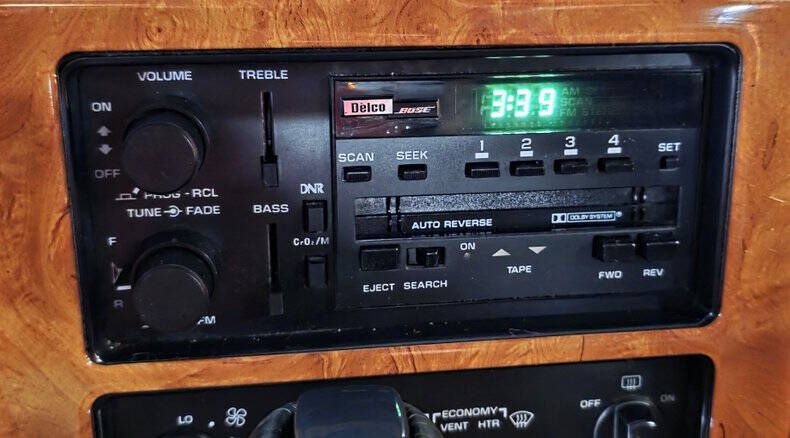 VOLUME TREBLE
ON
OFF
PROG - RCL
TUNE FADE
BASS
F
R
FM
DNR
CrO2/M
Delco BOSE
3:39
AM
SCAN
FM STEREO
SCAN SEEK 1 2 3 4 SET
AUTO REVERSE DOLBY SYSTEM ®
EJECT SEARCH ON TAPE FWD REV
LO ECONOMY OFF ON
VENT HTR